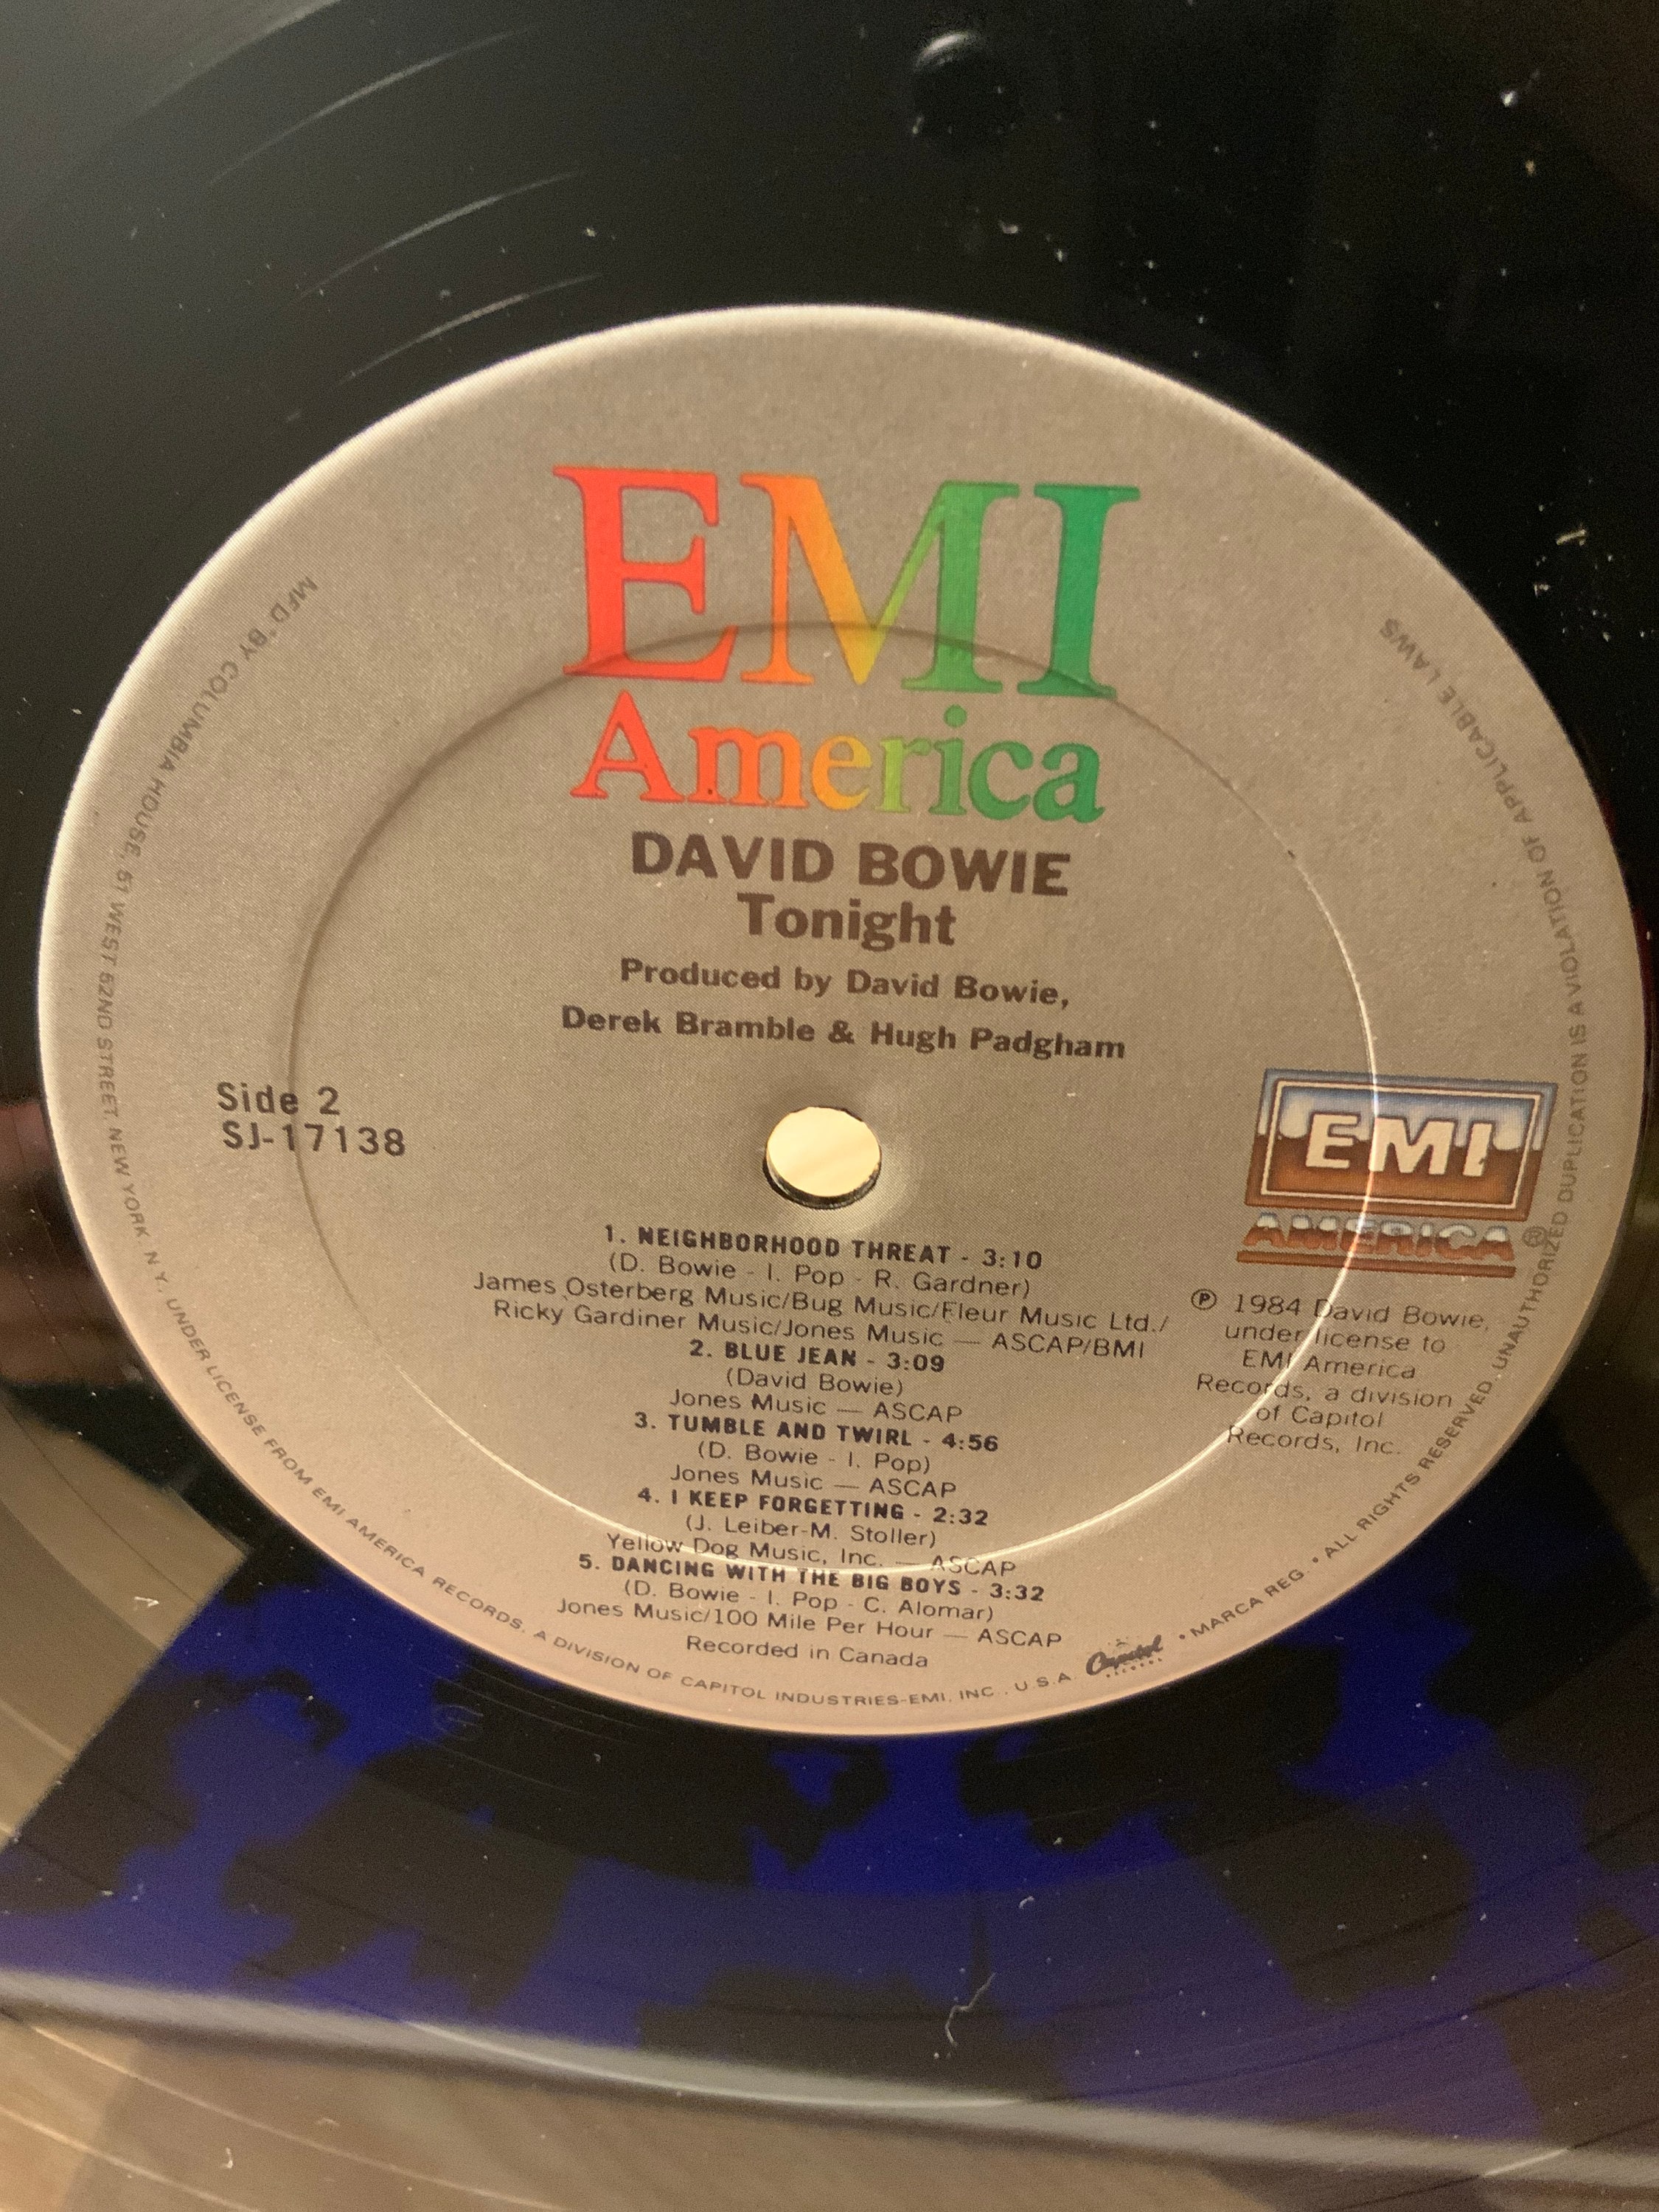 EMI
America
DAVID BOWIE
Tonight
Produced by David Bowie,
Derek Bramble & Hugh Padgham
Side 2
SJ-17138
EMI
AMERICA®
1. NEIGHBORHOOD THREAT - 3:10
(D. Bowie - I. Pop - R. Gardner)
James Osterberg Music/Bug Music/Fleur Music Ltd./
Ricky Gardiner Music/Jones Music — ASCAP/BMI
2. BLUE JEAN - 3:09
(David Bowie)
Jones Music — ASCAP
3. TUMBLE AND TWIRL - 4:56
(D. Bowie - I. Pop)
Jones Music — ASCAP
4. I KEEP FORGETTING - 2:32
(J. Leiber-M. Stoller)
Yellow Dog Music, Inc. — ASCAP
5. DANCING WITH THE BIG BOYS - 3:32
(D. Bowie - I. Pop - C. Alomar)
Jones Music/100 Mile Per Hour — ASCAP
Recorded in Canada
℗ 1984 David Bowie,
under license to
EMI America
Records, a division
of Capitol
Records, Inc.
MFD. BY COLUMBIA HOUSE, 51 WEST 52ND STREET, NEW YORK, N.Y. UNDER LICENSE FROM EMI AMERICA RECORDS, A DIVISION OF CAPITOL INDUSTRIES-EMI, INC., U.S.A. Capitol RECORDS • MARCA REG. • ALL RIGHTS RESERVED. UNAUTHORIZED DUPLICATION IS A VIOLATION OF APPLICABLE LAWS